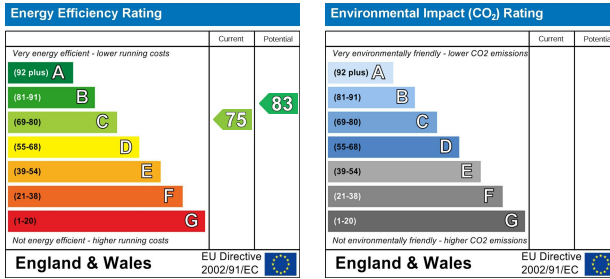 Energy Efficiency Rating
Current Potential
Very energy efficient - lower running costs
(92 plus) A
(81-91) B
(69-80) C
(55-68) D
(39-54) E
(21-38) F
(1-20) G
75
83
Not energy efficient - higher running costs
England & Wales
EU Directive
2002/91/EC
Environmental Impact (CO2) Rating
Current Potential
Very environmentally friendly - lower CO2 emissions
(92 plus) A
(81-91) B
(69-80) C
(55-68) D
(39-54) E
(21-38) F
(1-20) G
Not environmentally friendly - higher CO2 emissions
England & Wales
EU Directive
2002/91/EC